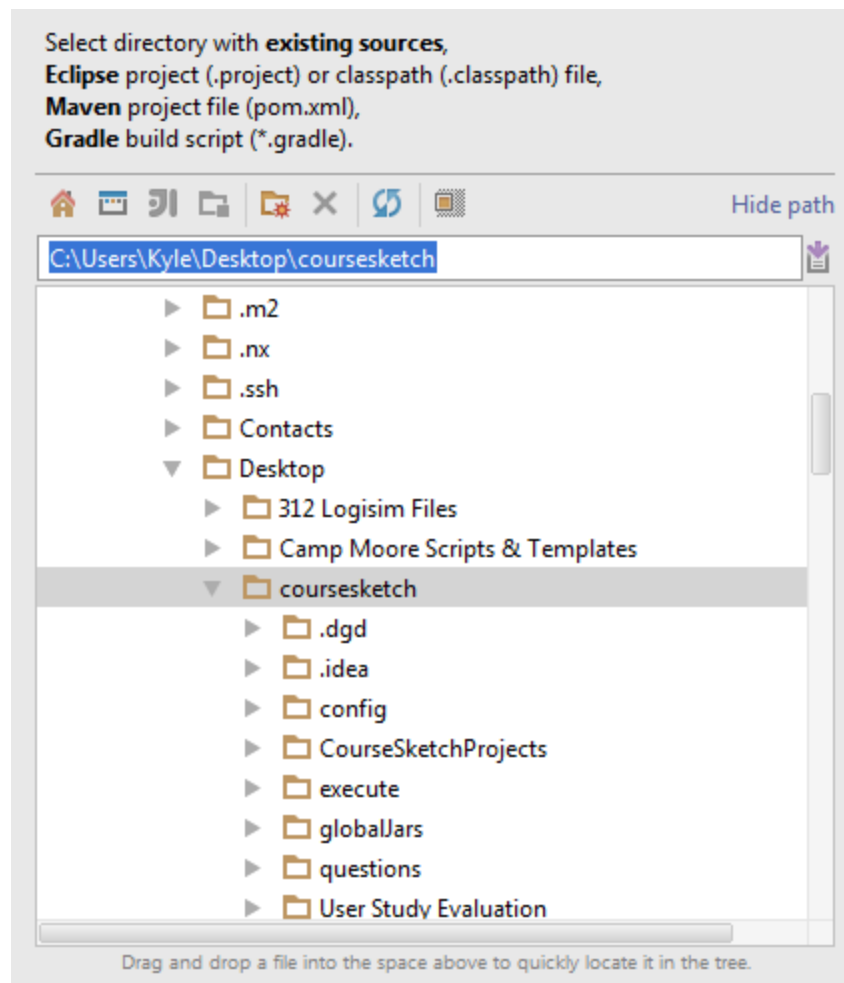 Select directory with existing sources,
Eclipse project (.project) or classpath (.classpath) file,
Maven project file (pom.xml),
Gradle build script (*.gradle).
Hide path
C:\Users\Kyle\Desktop\coursesketch
.m2
.nx
.ssh
Contacts
Desktop
312 Logisim Files
Camp Moore Scripts & Templates
coursesketch
.dgd
.idea
config
CourseSketchProjects
execute
globalJars
questions
User Study Evaluation
Drag and drop a file into the space above to quickly locate it in the tree.